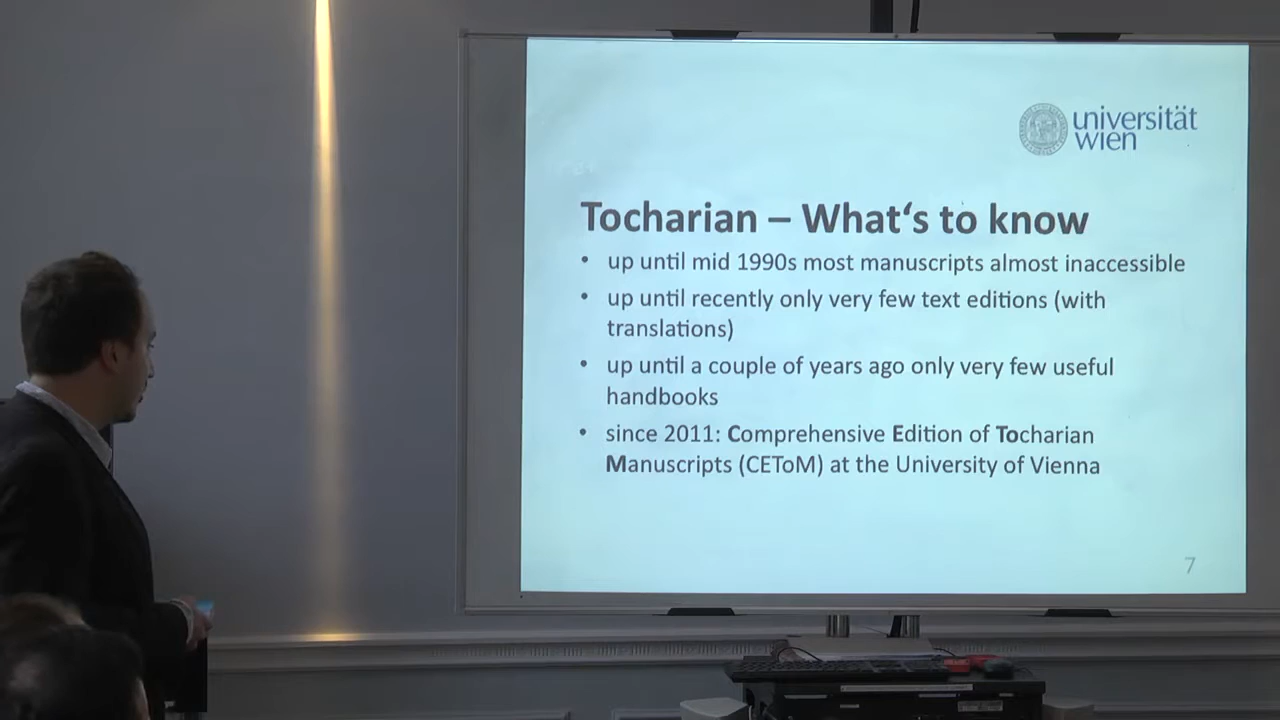 universität
wien
Tocharian – What‘s to know
• up until mid 1990s most manuscripts almost inaccessible
• up until recently only very few text editions (with
translations)
• up until a couple of years ago only very few useful
handbooks
• since 2011: Comprehensive Edition of Tocharian
Manuscripts (CEToM) at the University of Vienna
7